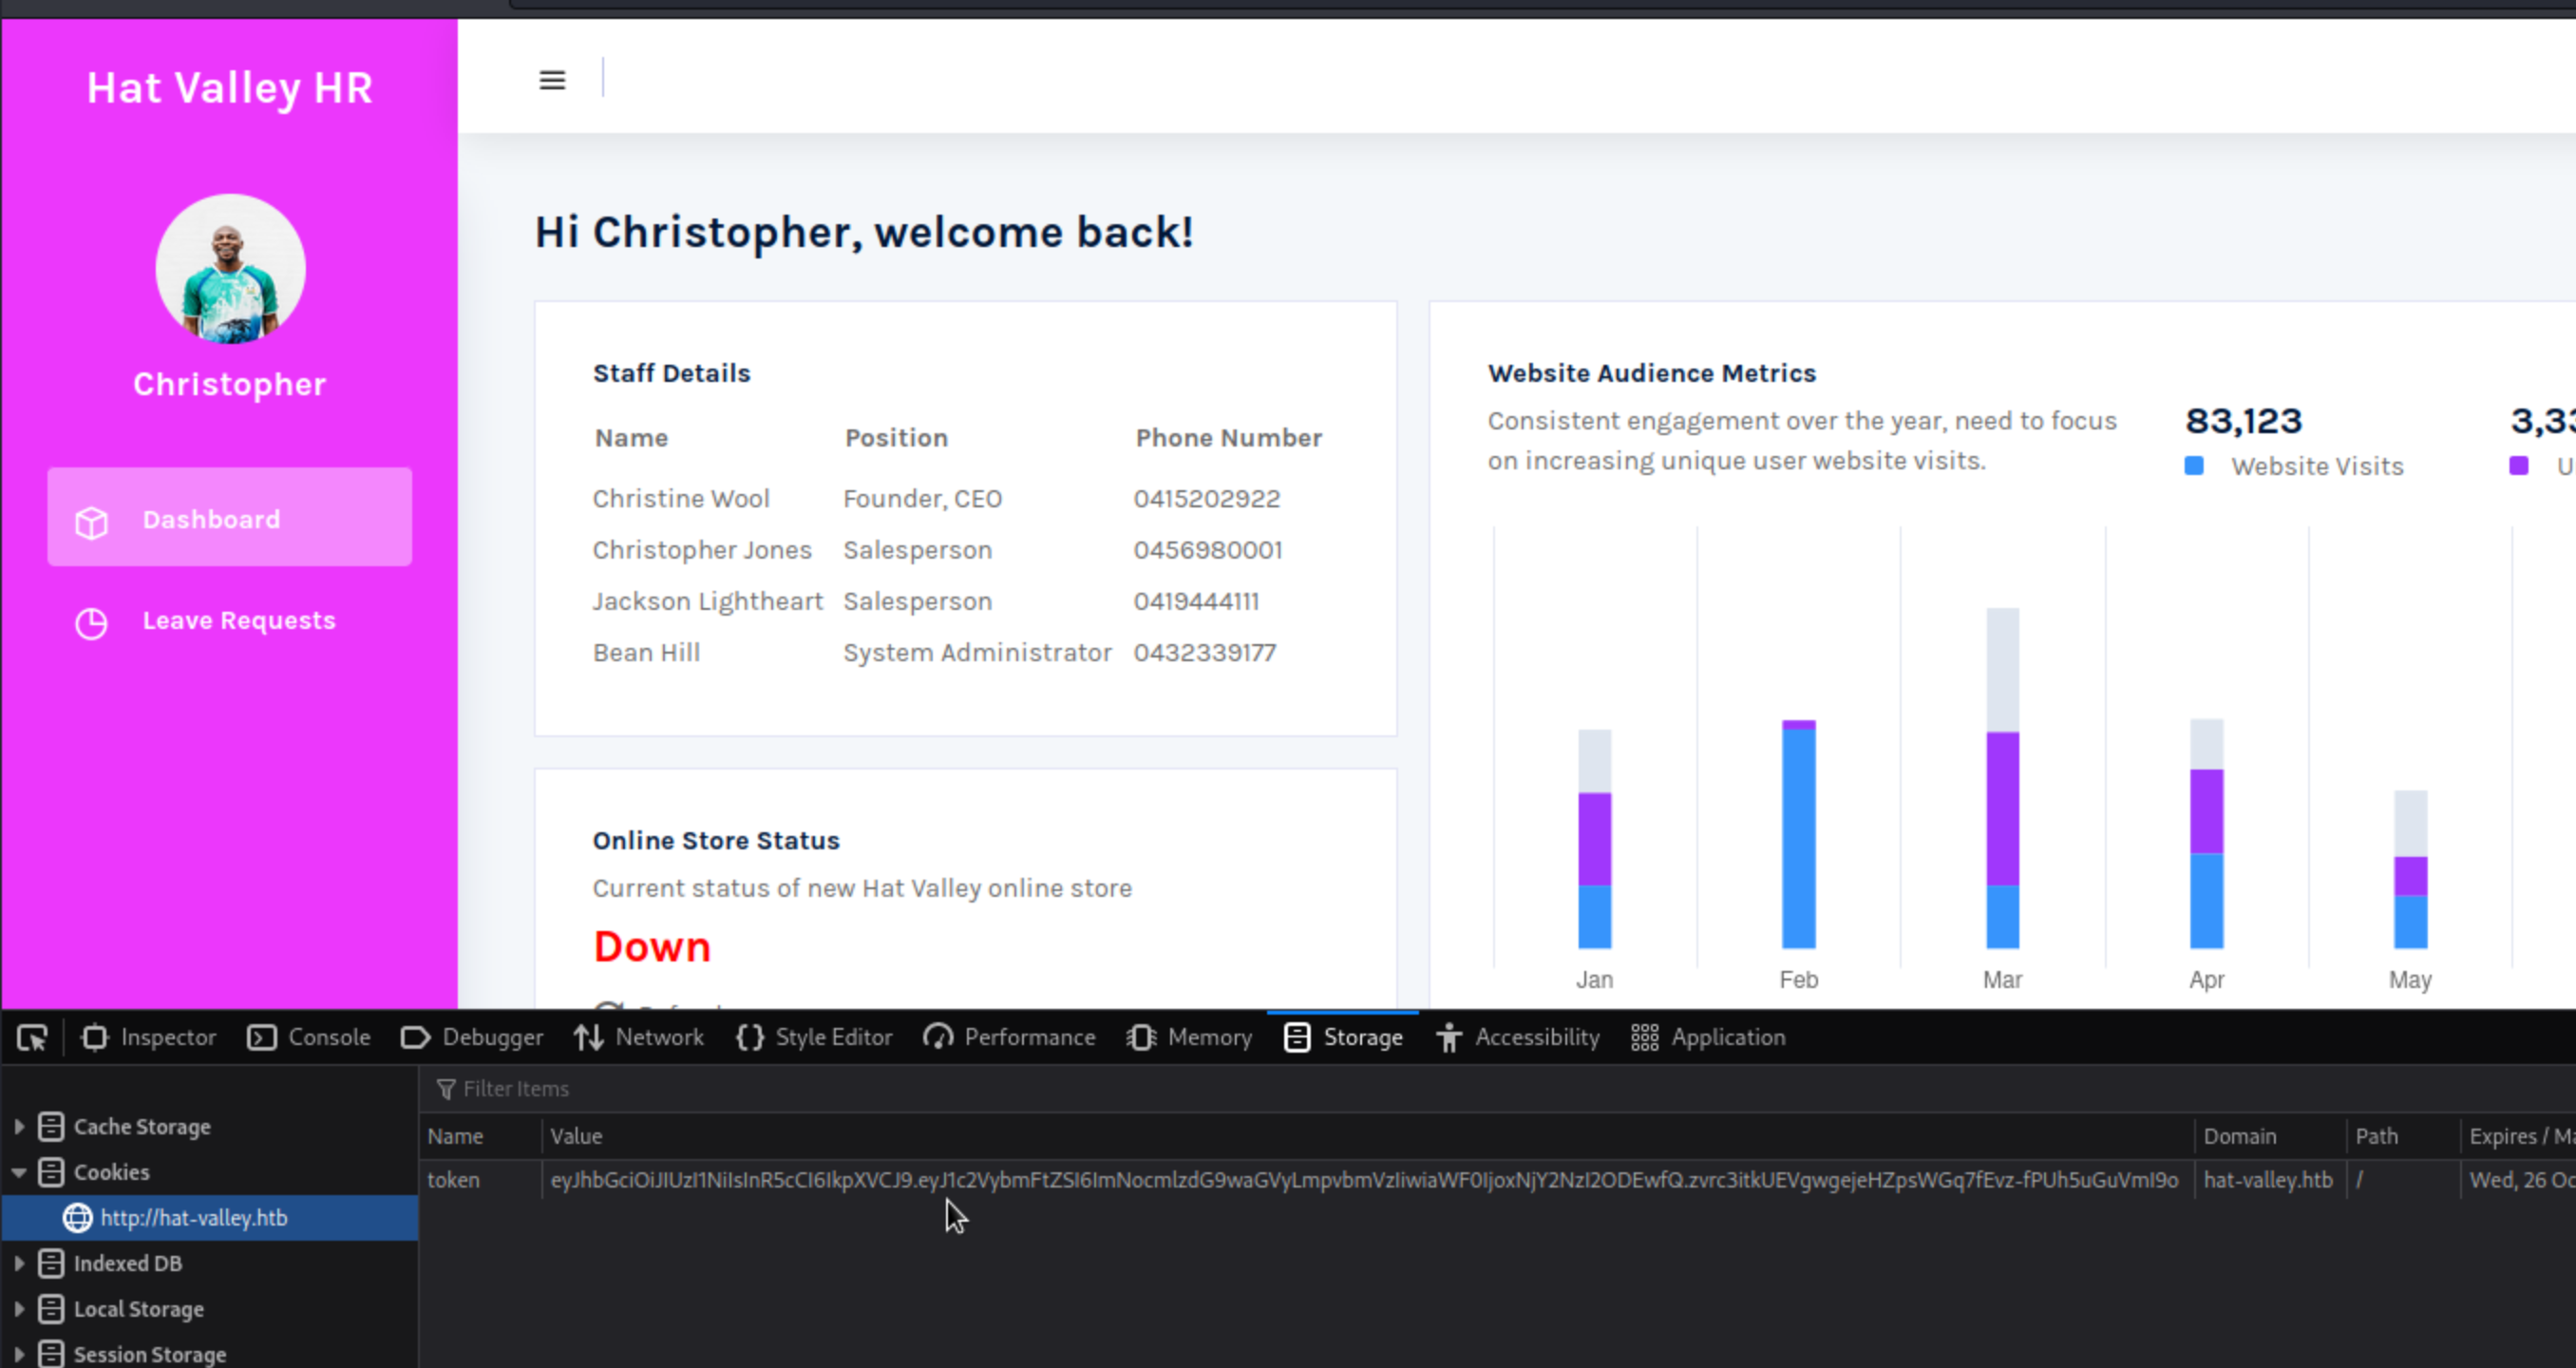 Hat Valley HR
Christopher
Dashboard
Leave Requests
Hi Christopher, welcome back!
Staff Details
Name Position Phone Number
Christine Wool Founder, CEO 0415202922
Christopher Jones Salesperson 0456980001
Jackson Lightheart Salesperson 0419444111
Bean Hill System Administrator 0432339177
Online Store Status
Current status of new Hat Valley online store
Down
Website Audience Metrics
Consistent engagement over the year, need to focus
on increasing unique user website visits.
83,123
Website Visits
3,33
U
Jan Feb Mar Apr May
Inspector Console Debugger Network Style Editor Performance Memory Storage Accessibility Application
Filter Items
Cache Storage
Cookies
http://hat-valley.htb
Indexed DB
Local Storage
Session Storage
Name Value Domain Path Expires / Ma
token eyJhbGciOiJIUzI1NiIsInR5cCI6IkpXVCJ9.eyJ1c2VybmFtZSI6ImNocmlzdG9waGVyLmpvbmVzIiwiaWF0IjoxNjY2NzI2ODEwfQ.zvrc3itkUEVgwgejeHZpsWGq7fEvz-fPUh5uGuVmI9o hat-valley.htb / Wed, 26 Oc